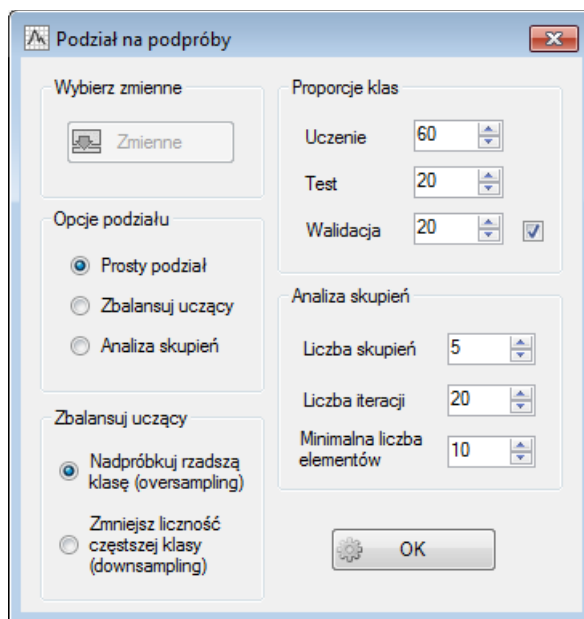 Podział na podpróby
Wybierz zmienne
Zmienne
Opcje podziału
Prosty podział
Zbalansuj uczący
Analiza skupień
Zbalansuj uczący
Nadpróbkuj rzadszą
klasę (oversampling)
Zmniejsz liczność
częstszej klasy
(downsampling)
Proporcje klas
Uczenie 60
Test 20
Walidacja 20
Analiza skupień
Liczba skupień 5
Liczba iteracji 20
Minimalna liczba
elementów 10
OK